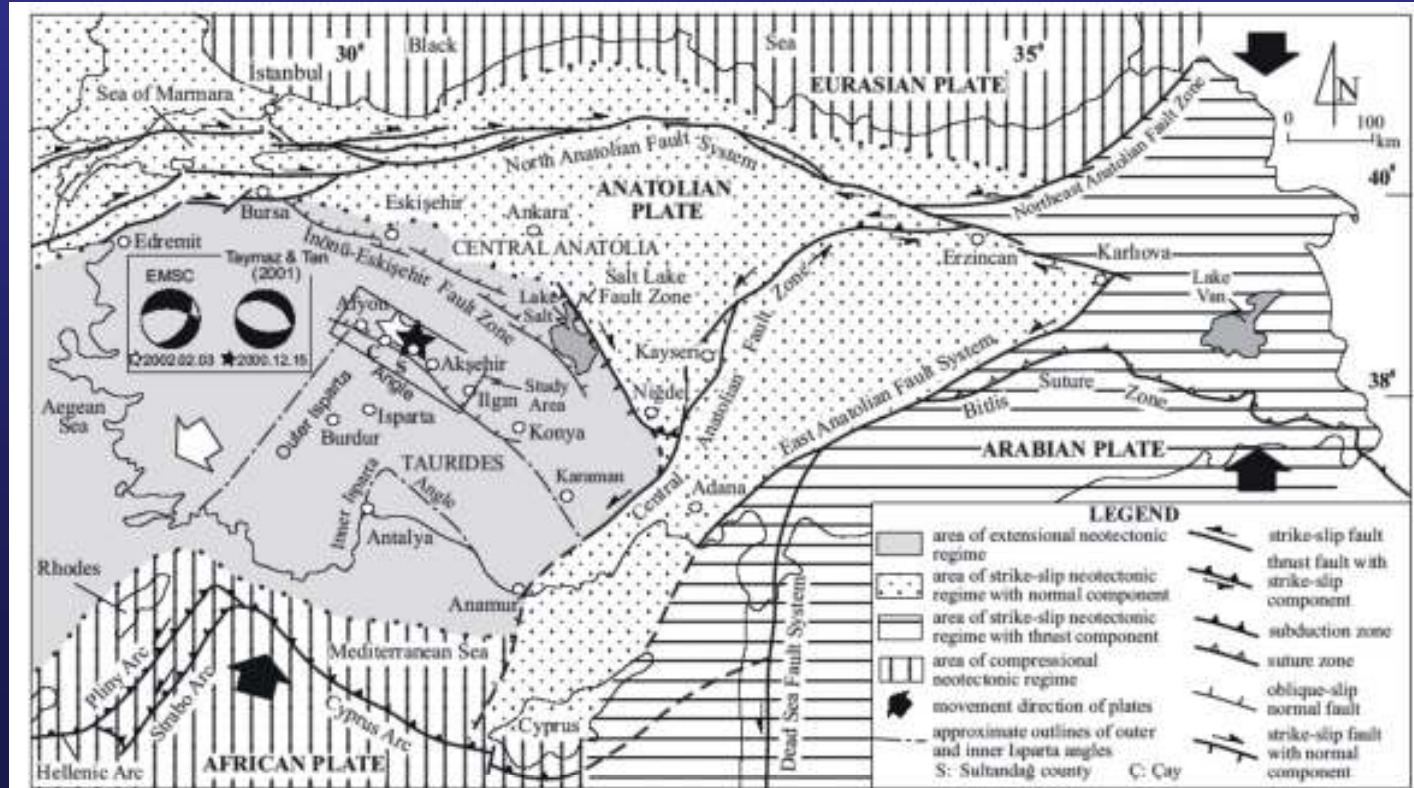 30°
Black
Sea
35°
Istanbul
Sea of Marmara
EURASIAN PLATE
N
0 100
km
North Anatolian Fault System
Northeast Anatolian Fault Zone
40°
ANATOLIAN
PLATE
Bursa
Eskişehir
Ankara
Edremit
İnönü-Eskişehir Fault Zone
CENTRAL ANATOLIA
Erzincan
Karlıova
Lake
Van
Taymaz & Tan
(2001)
EMSC
2002.02.03
2000.12.15
Salt Lake
Fault Zone
Lake
Salt
Afyon
Ç
S
Akşehir
Kayseri
Central Anatolian Fault Zone
East Anatolian Fault System
Bitlis Suture Zone
38°
Aegean
Sea
Outer Isparta Angle
Ilgın
Study
Area
Niğde
Isparta
Burdur
Konya
ARABIAN PLATE
TAURIDES
Karaman
Adana
Inner Isparta Angle
Antalya
Rhodes
Anamur
Mediterranean Sea
Pliny Arc
Strabo Arc
Cyprus Arc
Cyprus
Dead Sea Fault System
Hellenic Arc
AFRICAN PLATE
LEGEND
area of extensional neotectonic
regime
area of strike-slip neotectonic
regime with normal component
area of strike-slip neotectonic
regime with thrust component
area of compressional
neotectonic regime
movement direction of plates
approximate outlines of outer
and inner Isparta angles
S: Sultandağ county Ç: Çay
strike-slip fault
thrust fault with
strike-slip
component
subduction zone
suture zone
oblique-slip
normal fault
strike-slip fault
with normal
component